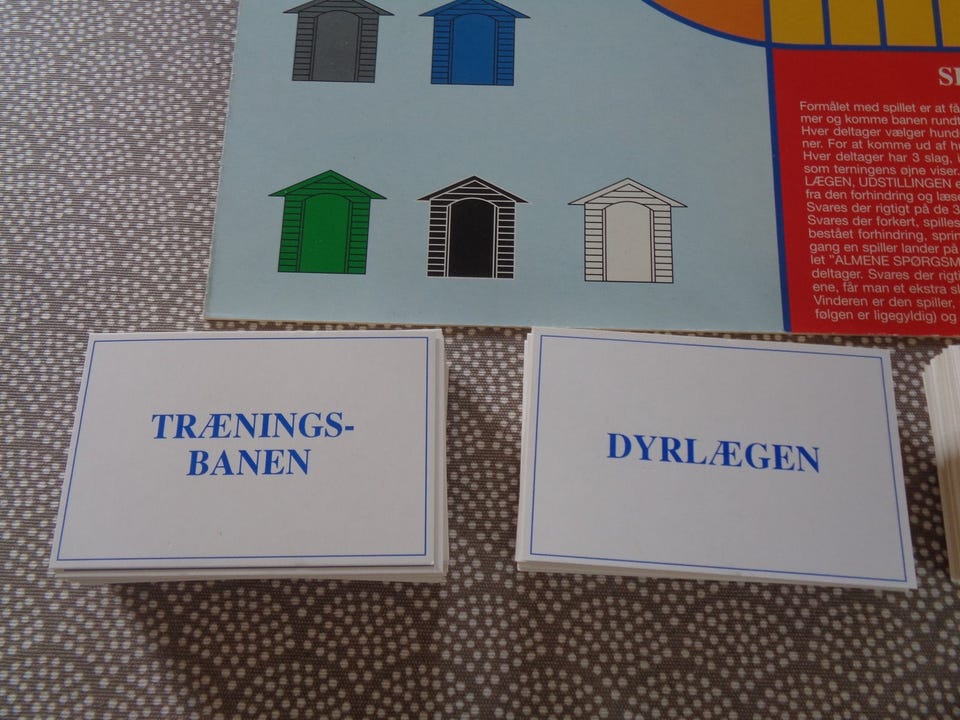 Formålet med spillet er at få
mer og komme banen rundt
Hver deltager vælger hund
ner. For at komme ud af
Hver deltager har 3 slag,
som terningens øjne viser.
LÆGEN, UDSTILLINGEN
fra den forhindring og læse
Svares der rigtigt på de 3
Svares der forkert, spilles
bestået forhindring,
gang en spiller lander på
let "ALMENE
deltager. Svares der
ene, får man et ekstra
Vinderen er den spiller,
følgen er ligegyldig) og
TRÆNINGS-
BANEN
DYRLÆGEN